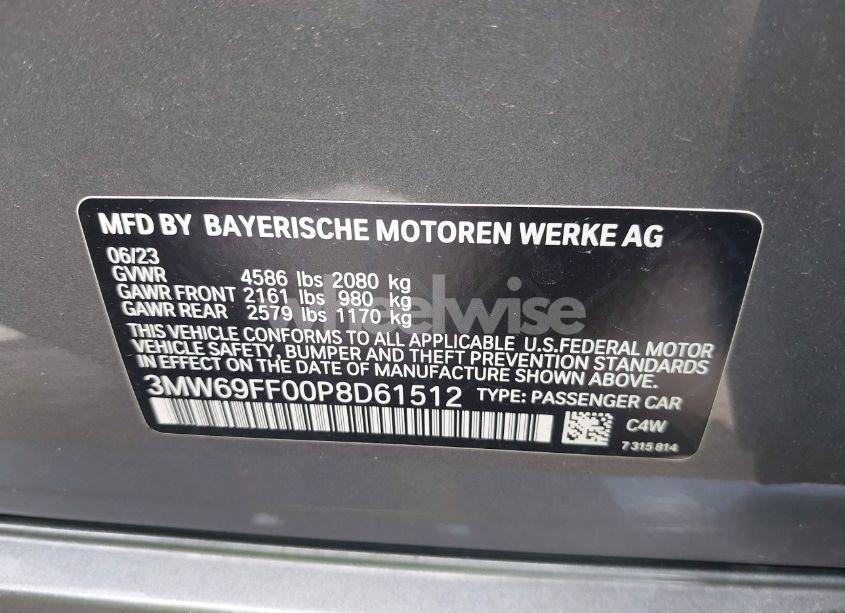 MFD BY BAYERISCHE MOTOREN WERKE AG
06/23
GVWR 4586 lbs 2080 kg
GAWR FRONT 2161 lbs 980 kg
GAWR REAR 2579 lbs 1170 kg
THIS VEHICLE CONFORMS TO ALL APPLICABLE U.S.FEDERAL MOTOR
VEHICLE SAFETY, BUMPER AND THEFT PREVENTION STANDARDS
IN EFFECT ON THE DATE OF MANUFACTURE SHOWN ABOVE.
3MW69FF00P8D61512 TYPE: PASSENGER CAR
C4W
7 315 814
wheelwise